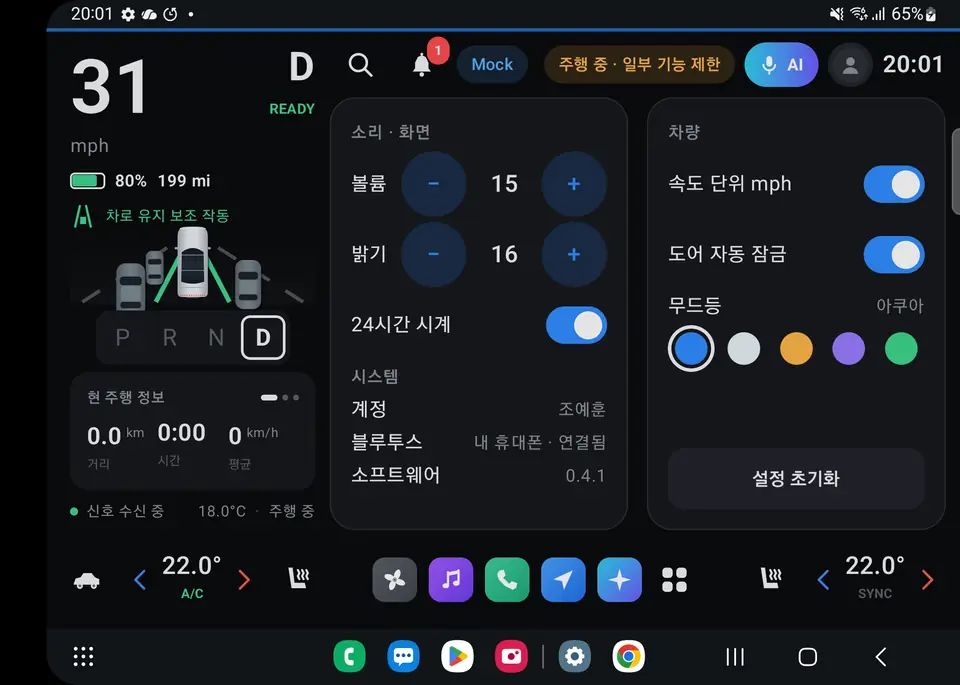 20:01
65%
31
D
READY
mph
80% 199 mi
차로 유지 보조 작동
P R N D
현 주행 정보
0.0 km 0:00 0 km/h
거리 시간 평균
신호 수신 중 18.0°C · 주행 중
1
Mock
주행 중 · 일부 기능 제한
AI
20:01
소리 · 화면
볼륨 − 15 +
밝기 − 16 +
24시간 시계
시스템
계정 조예훈
블루투스 내 휴대폰 · 연결됨
소프트웨어 0.4.1
차량
속도 단위 mph
도어 자동 잠금
무드등 아쿠아
설정 초기화
22.0°
A/C
22.0°
SYNC